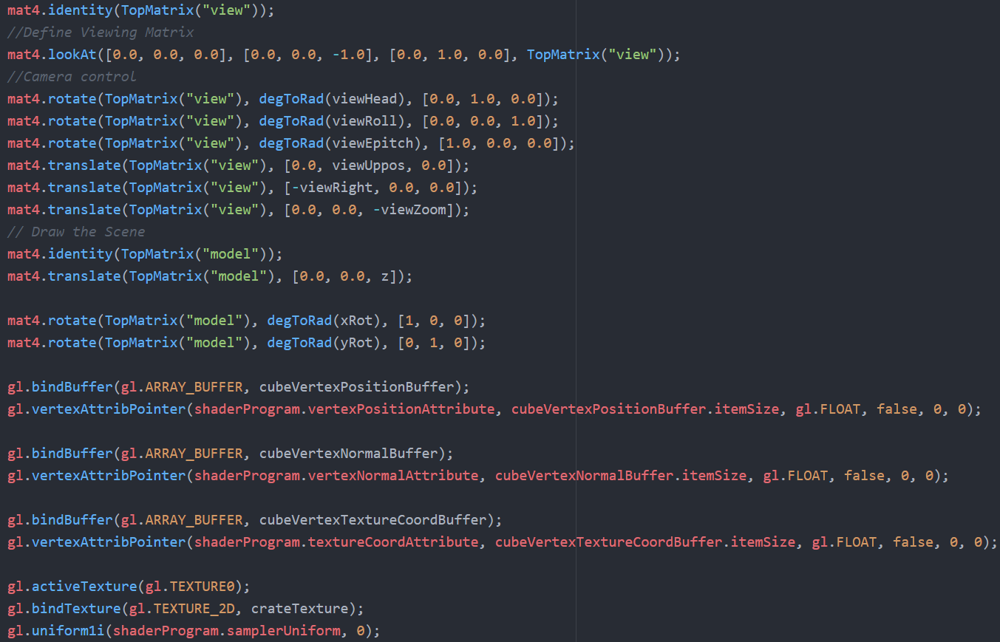 mat4.identity(TopMatrix("view"));
//Define Viewing Matrix
mat4.lookAt([0.0, 0.0, 0.0], [0.0, 0.0, -1.0], [0.0, 1.0, 0.0], TopMatrix("view"));
//Camera control
mat4.rotate(TopMatrix("view"), degToRad(viewHead), [0.0, 1.0, 0.0]);
mat4.rotate(TopMatrix("view"), degToRad(viewRoll), [0.0, 0.0, 1.0]);
mat4.rotate(TopMatrix("view"), degToRad(viewEpitch), [1.0, 0.0, 0.0]);
mat4.translate(TopMatrix("view"), [0.0, viewUppos, 0.0]);
mat4.translate(TopMatrix("view"), [-viewRight, 0.0, 0.0]);
mat4.translate(TopMatrix("view"), [0.0, 0.0, -viewZoom]);
// Draw the Scene
mat4.identity(TopMatrix("model"));
mat4.translate(TopMatrix("model"), [0.0, 0.0, z]);
mat4.rotate(TopMatrix("model"), degToRad(xRot), [1, 0, 0]);
mat4.rotate(TopMatrix("model"), degToRad(yRot), [0, 1, 0]);
gl.bindBuffer(gl.ARRAY_BUFFER, cubeVertexPositionBuffer);
gl.vertexAttribPointer(shaderProgram.vertexPositionAttribute, cubeVertexPositionBuffer.itemSize, gl.FLOAT, false, 0, 0);
gl.bindBuffer(gl.ARRAY_BUFFER, cubeVertexNormalBuffer);
gl.vertexAttribPointer(shaderProgram.vertexNormalAttribute, cubeVertexNormalBuffer.itemSize, gl.FLOAT, false, 0, 0);
gl.bindBuffer(gl.ARRAY_BUFFER, cubeVertexTextureCoordBuffer);
gl.vertexAttribPointer(shaderProgram.textureCoordAttribute, cubeVertexTextureCoordBuffer.itemSize, gl.FLOAT, false, 0, 0);
gl.activeTexture(gl.TEXTURE0);
gl.bindTexture(gl.TEXTURE_2D, crateTexture);
gl.uniform1i(shaderProgram.samplerUniform, 0);